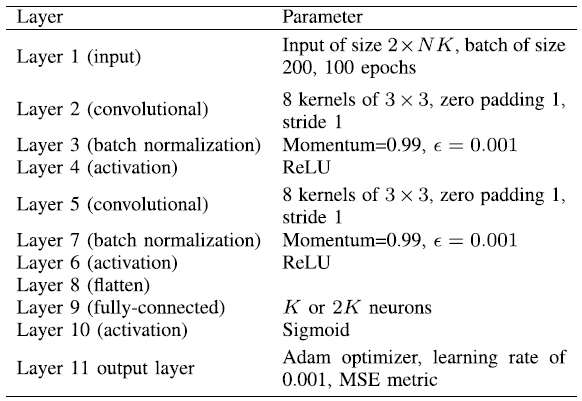 Layer Parameter
Layer 1 (input) Input of size 2 × NK, batch of size
200, 100 epochs
Layer 2 (convolutional) 8 kernels of 3 × 3, zero padding 1,
stride 1
Layer 3 (batch normalization) Momentum=0.99, ϵ = 0.001
Layer 4 (activation) ReLU
Layer 5 (convolutional) 8 kernels of 3 × 3, zero padding 1,
stride 1
Layer 7 (batch normalization) Momentum=0.99, ϵ = 0.001
Layer 6 (activation) ReLU
Layer 8 (flatten)
Layer 9 (fully-connected) K or 2K neurons
Layer 10 (activation) Sigmoid
Layer 11 output layer Adam optimizer, learning rate of
0.001, MSE metric